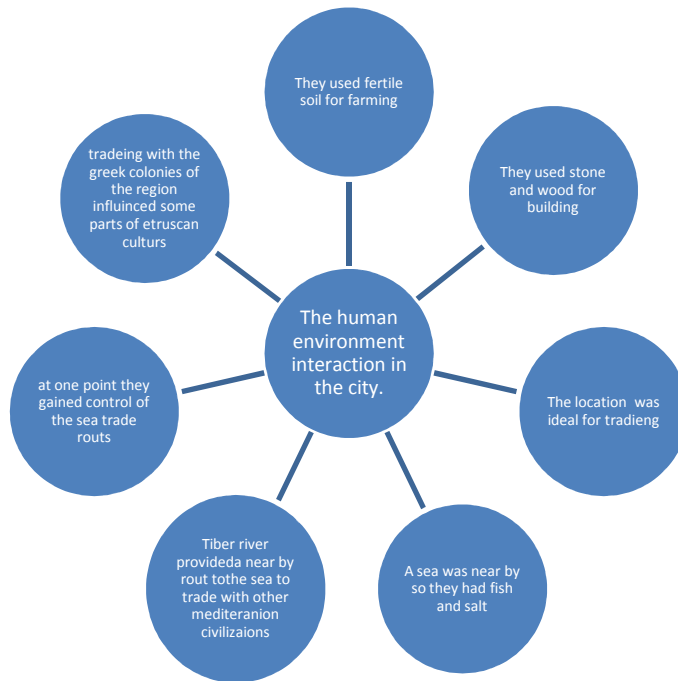 They used fertile
soil for farming
They used stone
and wood for
building
The location was
ideal for tradieng
A sea was near by
so they had fish
and salt
Tiber river
provideda near by
rout tothe sea to
trade with other
mediteranion
civilizaions
at one point they
gained control of
the sea trade
routs
tradeing with the
greek colonies of
the region
influinced some
parts of etruscan
culturs
The human
environment
interaction in
the city.